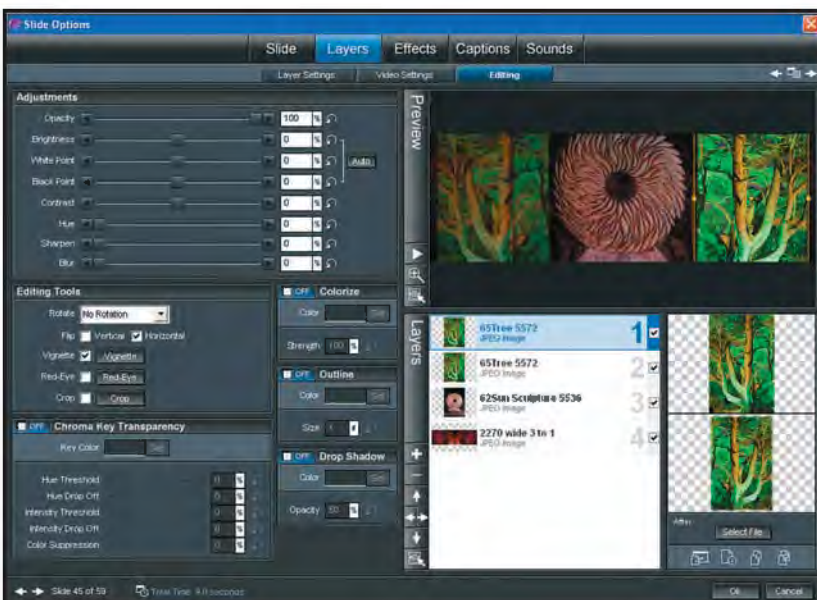 Slide Options
Slide Layers Effects Captions Sounds
Layer Settings Video Settings Editing
Adjustments
Opacity 100 %
Brightness 0 %
White Point 0 % Auto
Black Point 0 %
Contrast 0 %
Hue 0 %
Sharpen 0 %
Blur 0 %
Editing Tools
Rotate No Rotation
Flip Vertical Horizontal
Vignette Vignette
Red-Eye Red-Eye
Crop Crop
OFF Chroma Key Transparency
Key Color Set
Hue Threshold 0 %
Hue Drop Off 0 %
Intensity Threshold 0 %
Intensity Drop Off 0 %
Color Suppression 0 %
OFF Colorize
Color Set
Strength 100 %
OFF Outline
Color Set
Size
OFF Drop Shadow
Color Set
Opacity 50 %
Preview
Layers
65Tree 5572 1
JPEG Image
65Tree 5572 2
JPEG Image
62Sun Sculpture 5536 3
JPEG Image
2270 wide 3 to 1 4
JPEG Image
After
Select File
Slide 45 of 59 Total Time: 9.0 seconds
Ok Cancel